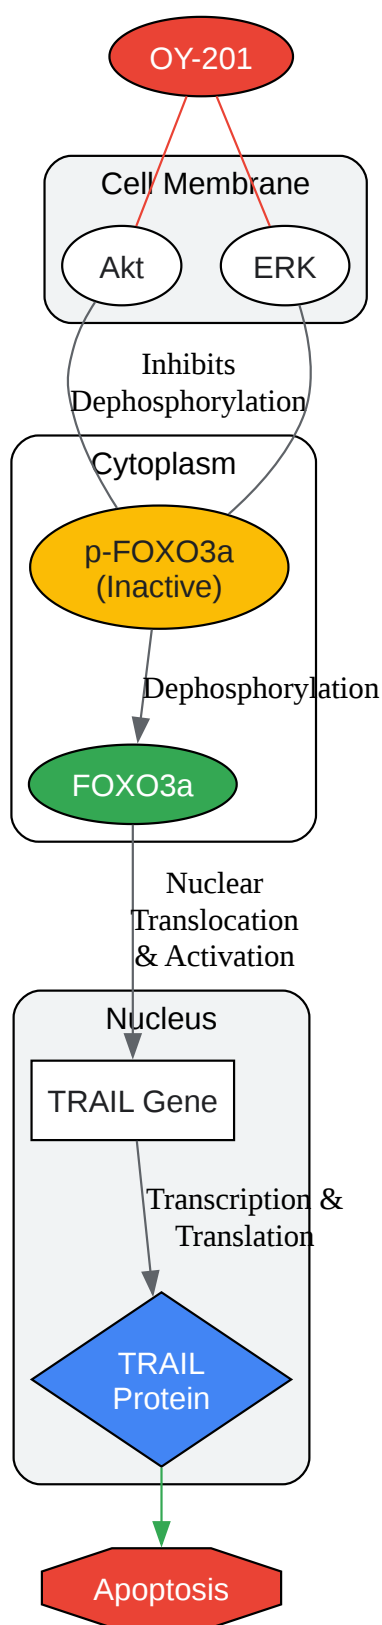 OY-201
Cell Membrane
Akt
ERK
Inhibits
Dephosphorylation
Cytoplasm
p-FOXO3a
(Inactive)
Dephosphorylation
FOXO3a
Nuclear
Translocation
& Activation
Nucleus
TRAIL Gene
Transcription &
Translation
TRAIL
Protein
Apoptosis